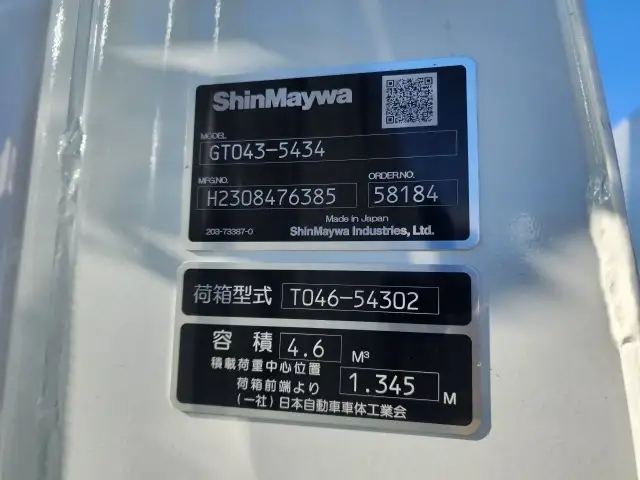 ShinMaywa
MODEL
GT043-5434
MFG.NO. ORDER.NO.
H2308476385 58184
Made in Japan
203-73387-0 ShinMaywa Industries, Ltd.
荷箱型式 T046-54302
容積 4.6 M³
積載荷重中心位置
荷箱前端より 1.345 M
(一社)日本自動車車体工業会